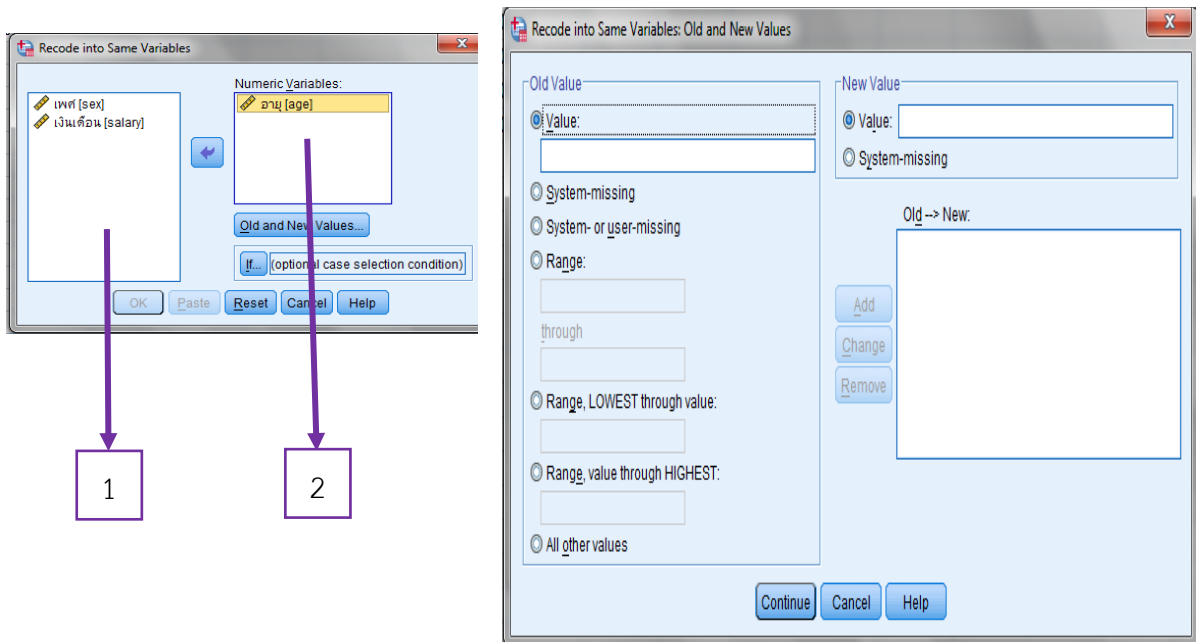 Recode into Same Variables
X
เพศ [sex]
เงินเดือน [salary]
Numeric Variables:
อายุ [age]
Old and New Values...
If... (optional case selection condition)
OK Paste Reset Cancel Help
1
2
Recode into Same Variables: Old and New Values
X
Old Value
Value:
System-missing
System- or user-missing
Range:
through
Range, LOWEST through value:
Range, value through HIGHEST:
All other values
New Value
Value:
System-missing
Old --> New:
Add
Change
Remove
Continue Cancel Help